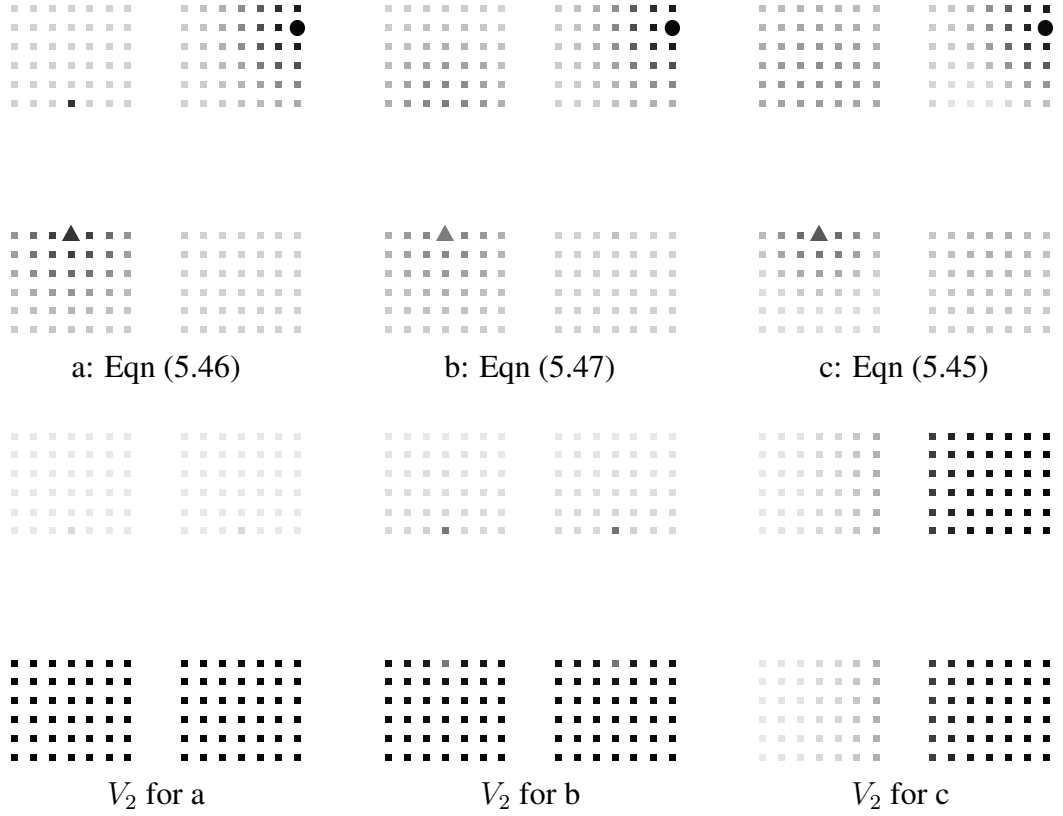 a: Eqn (5.46) b: Eqn (5.47) c: Eqn (5.45)
V₂ for a V₂ for b V₂ for c